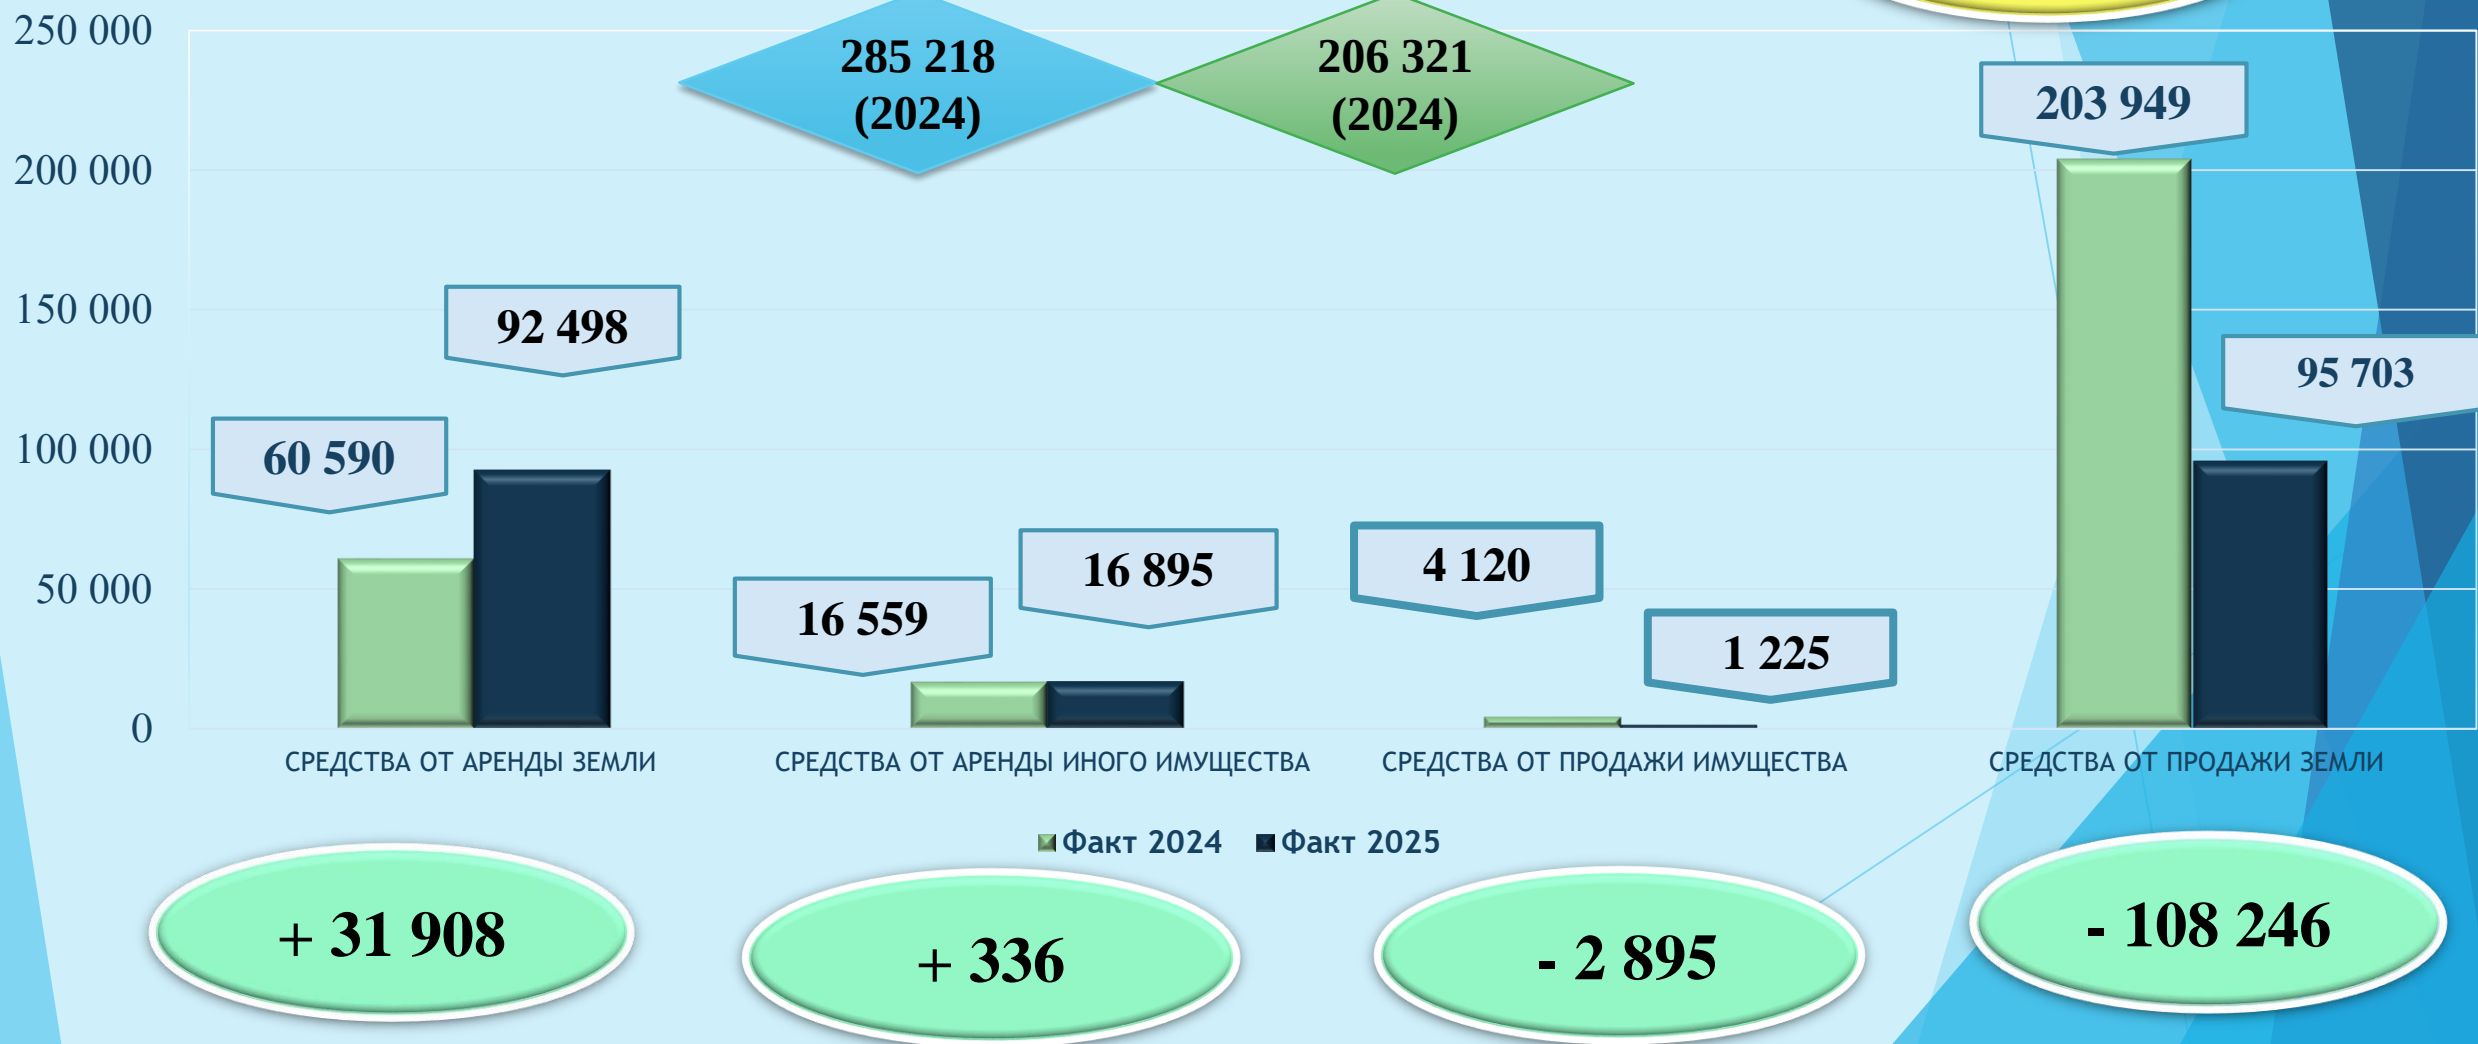 285 218
(2024)
206 321
(2024)
250 000
200 000
150 000
100 000
50 000
0
60 590
92 498
16 559
16 895
4 120
1 225
203 949
95 703
СРЕДСТВА ОТ АРЕНДЫ ЗЕМЛИ
СРЕДСТВА ОТ АРЕНДЫ ИНОГО ИМУЩЕСТВА
СРЕДСТВА ОТ ПРОДАЖИ ИМУЩЕСТВА
СРЕДСТВА ОТ ПРОДАЖИ ЗЕМЛИ
Факт 2024
Факт 2025
+ 31 908
+ 336
- 2 895
- 108 246